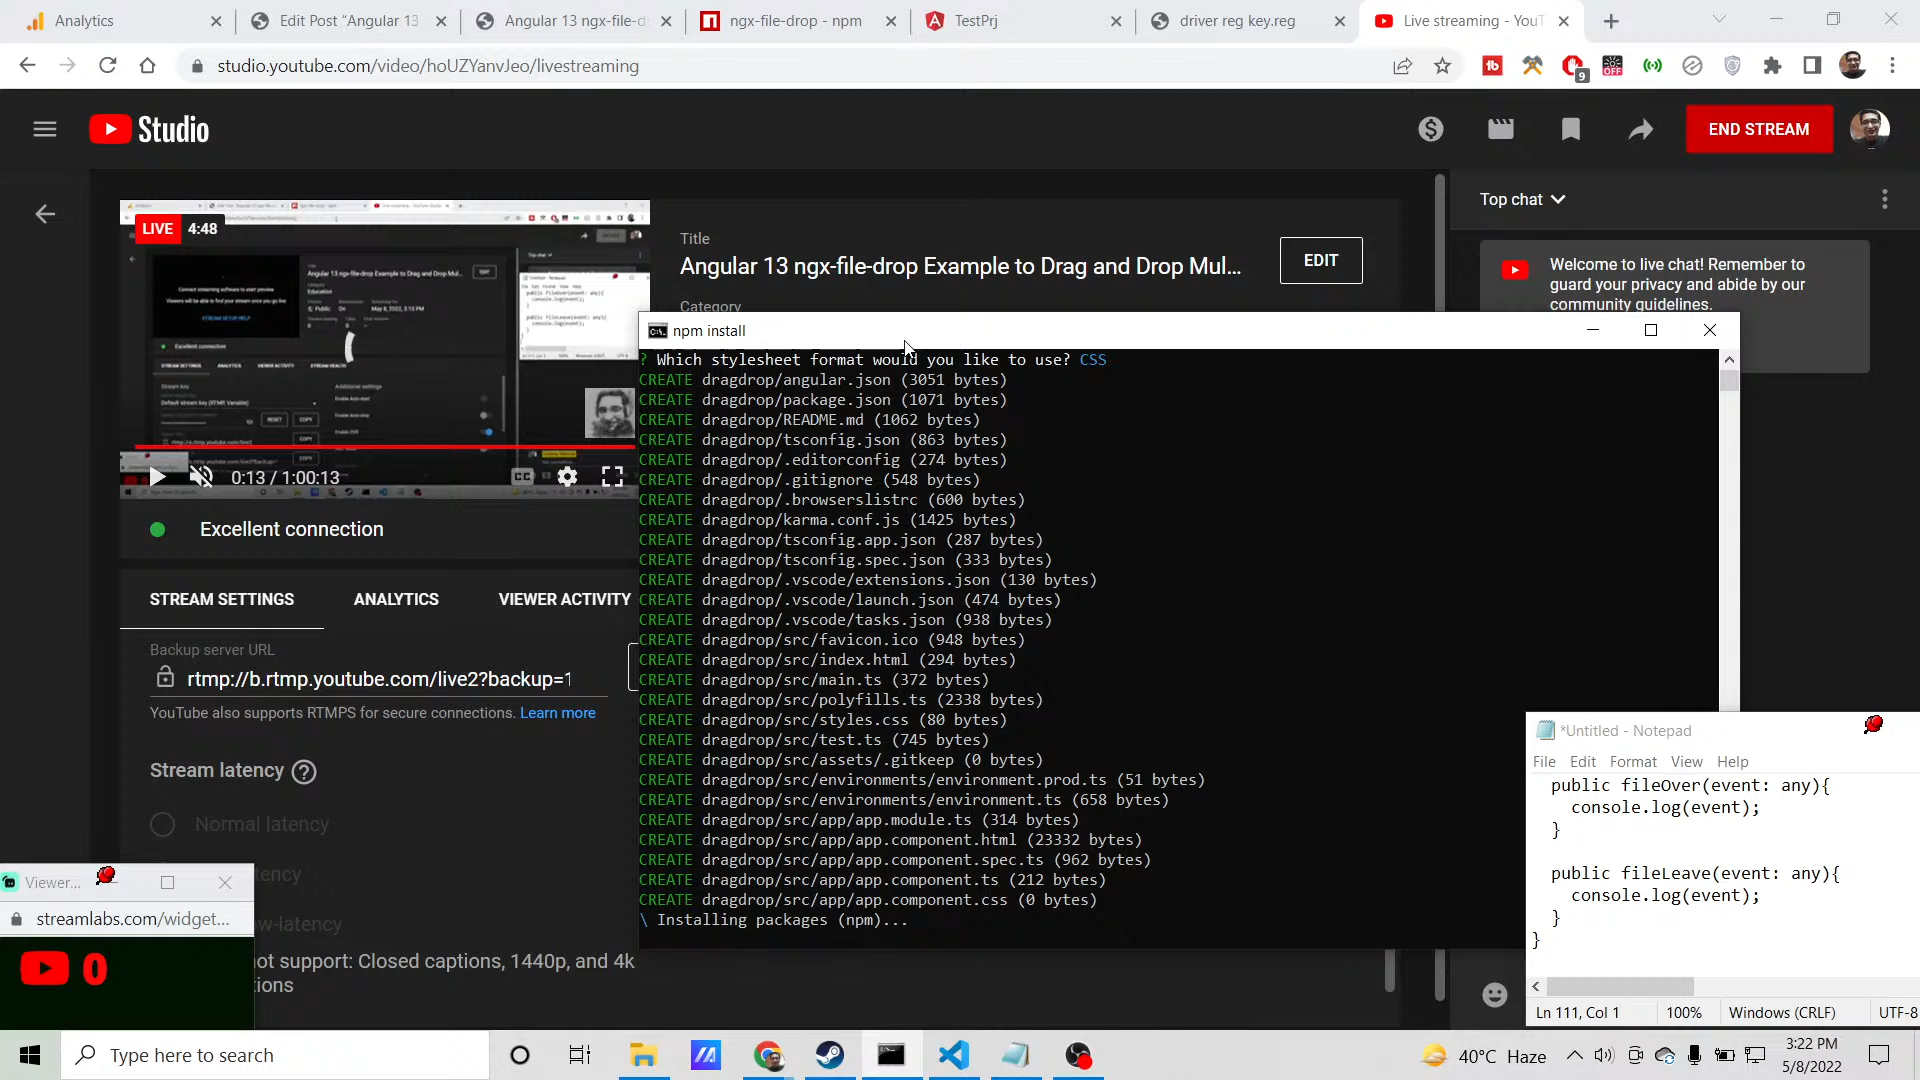 Analytics
Edit Post "Angular 13
Angular 13 ngx-file-d
ngx-file-drop - npm
TestPrj
driver reg key.reg
Live streaming - YouT
studio.youtube.com/video/hoUZYanvJeo/livestreaming
9
OFF
Studio
END STREAM
LIVE 4:48
0:13 / 1:00:13
CC
Title
Angular 13 ngx-file-drop Example to Drag and Drop Mul...
EDIT
Category
Top chat
Welcome to live chat! Remember to
guard your privacy and abide by our
community guidelines.
Excellent connection
STREAM SETTINGS
ANALYTICS
VIEWER ACTIVITY
Backup server URL
rtmp://b.rtmp.youtube.com/live2?backup=1
YouTube also supports RTMPS for secure connections. Learn more
Stream latency
Normal latency
tency
w-latency
ot support: Closed captions, 1440p, and 4k
ions
npm install
? Which stylesheet format would you like to use? CSS
CREATE dragdrop/angular.json (3051 bytes)
CREATE dragdrop/package.json (1071 bytes)
CREATE dragdrop/README.md (1062 bytes)
CREATE dragdrop/tsconfig.json (863 bytes)
CREATE dragdrop/.editorconfig (274 bytes)
CREATE dragdrop/.gitignore (548 bytes)
CREATE dragdrop/.browserslistrc (600 bytes)
CREATE dragdrop/karma.conf.js (1425 bytes)
CREATE dragdrop/tsconfig.app.json (287 bytes)
CREATE dragdrop/tsconfig.spec.json (333 bytes)
CREATE dragdrop/.vscode/extensions.json (130 bytes)
CREATE dragdrop/.vscode/launch.json (474 bytes)
CREATE dragdrop/.vscode/tasks.json (938 bytes)
CREATE dragdrop/src/favicon.ico (948 bytes)
CREATE dragdrop/src/index.html (294 bytes)
CREATE dragdrop/src/main.ts (372 bytes)
CREATE dragdrop/src/polyfills.ts (2338 bytes)
CREATE dragdrop/src/styles.css (80 bytes)
CREATE dragdrop/src/test.ts (745 bytes)
CREATE dragdrop/src/assets/.gitkeep (0 bytes)
CREATE dragdrop/src/environments/environment.prod.ts (51 bytes)
CREATE dragdrop/src/environments/environment.ts (658 bytes)
CREATE dragdrop/src/app/app.module.ts (314 bytes)
CREATE dragdrop/src/app/app.component.html (23332 bytes)
CREATE dragdrop/src/app/app.component.spec.ts (962 bytes)
CREATE dragdrop/src/app/app.component.ts (212 bytes)
CREATE dragdrop/src/app/app.component.css (0 bytes)
\ Installing packages (npm)...
*Untitled - Notepad
File Edit Format View Help
public fileOver(event: any){
console.log(event);
}
public fileLeave(event: any){
console.log(event);
}
}
Ln 111, Col 1
100%
Windows (CRLF)
UTF-8
Viewer...
streamlabs.com/widget...
0
Type here to search
40°C Haze
3:22 PM
5/8/2022